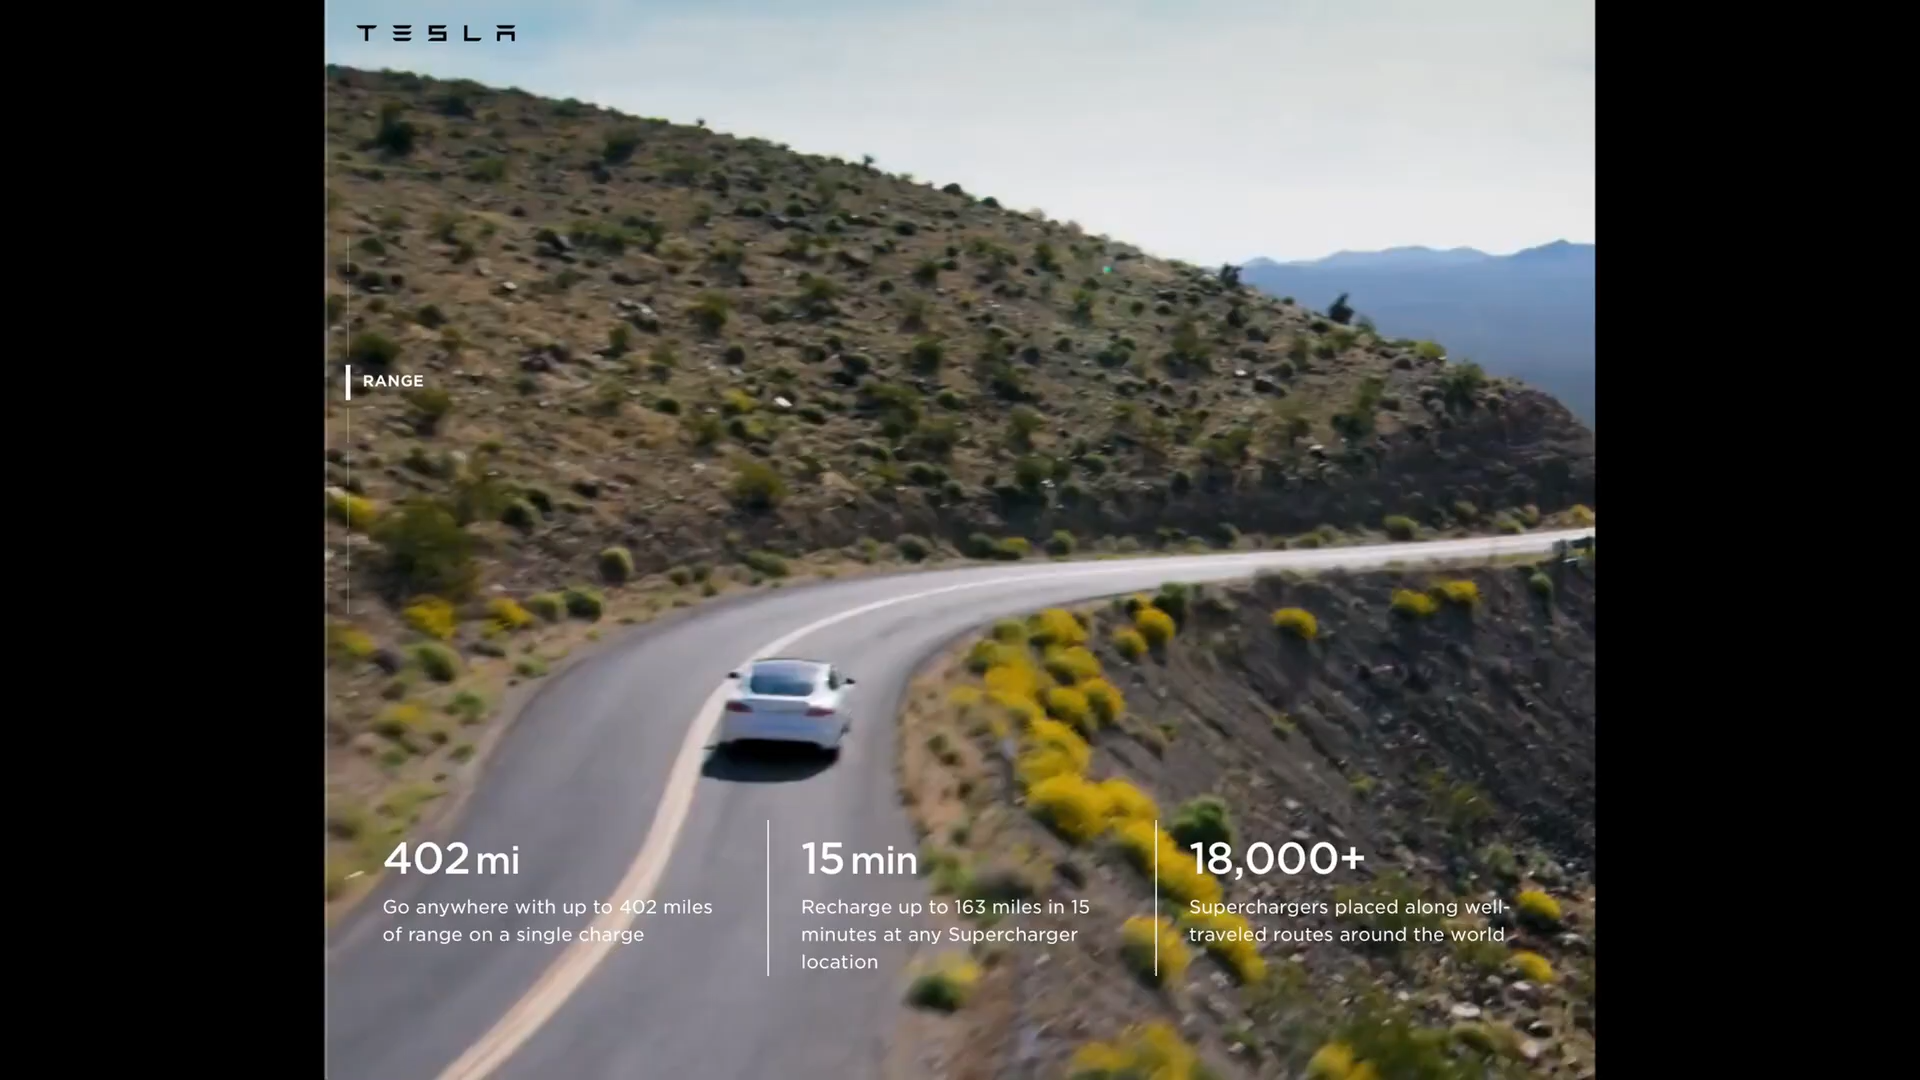 TESLA
RANGE
402 mi
Go anywhere with up to 402 miles
of range on a single charge
15 min
Recharge up to 163 miles in 15
minutes at any Supercharger
location
18,000+
Superchargers placed along well-
traveled routes around the world